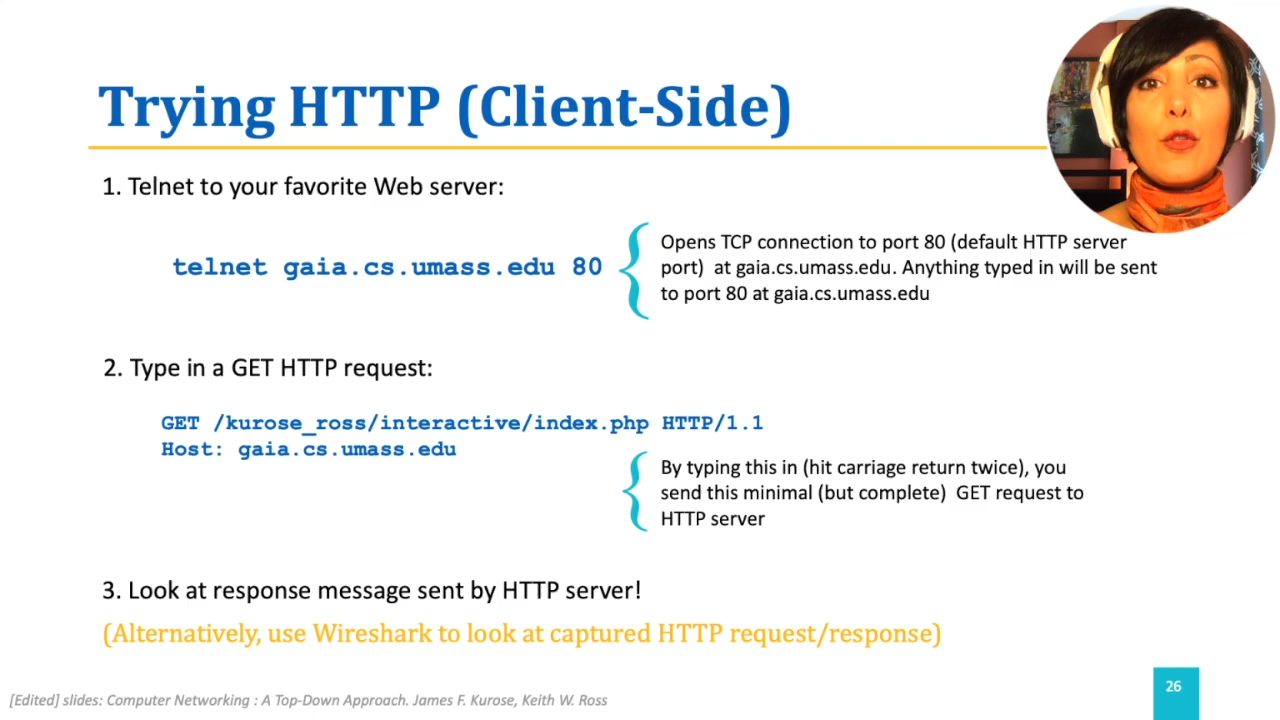 Trying HTTP (Client-Side)
1. Telnet to your favorite Web server:
telnet gaia.cs.umass.edu 80
Opens TCP connection to port 80 (default HTTP server
port)  at gaia.cs.umass.edu. Anything typed in will be sent
to port 80 at gaia.cs.umass.edu
2. Type in a GET HTTP request:
GET /kurose_ross/interactive/index.php HTTP/1.1
Host: gaia.cs.umass.edu
By typing this in (hit carriage return twice), you
send this minimal (but complete)  GET request to
HTTP server
3. Look at response message sent by HTTP server!
(Alternatively, use Wireshark to look at captured HTTP request/response)
[Edited] slides: Computer Networking : A Top-Down Approach. James F. Kurose, Keith W. Ross
26